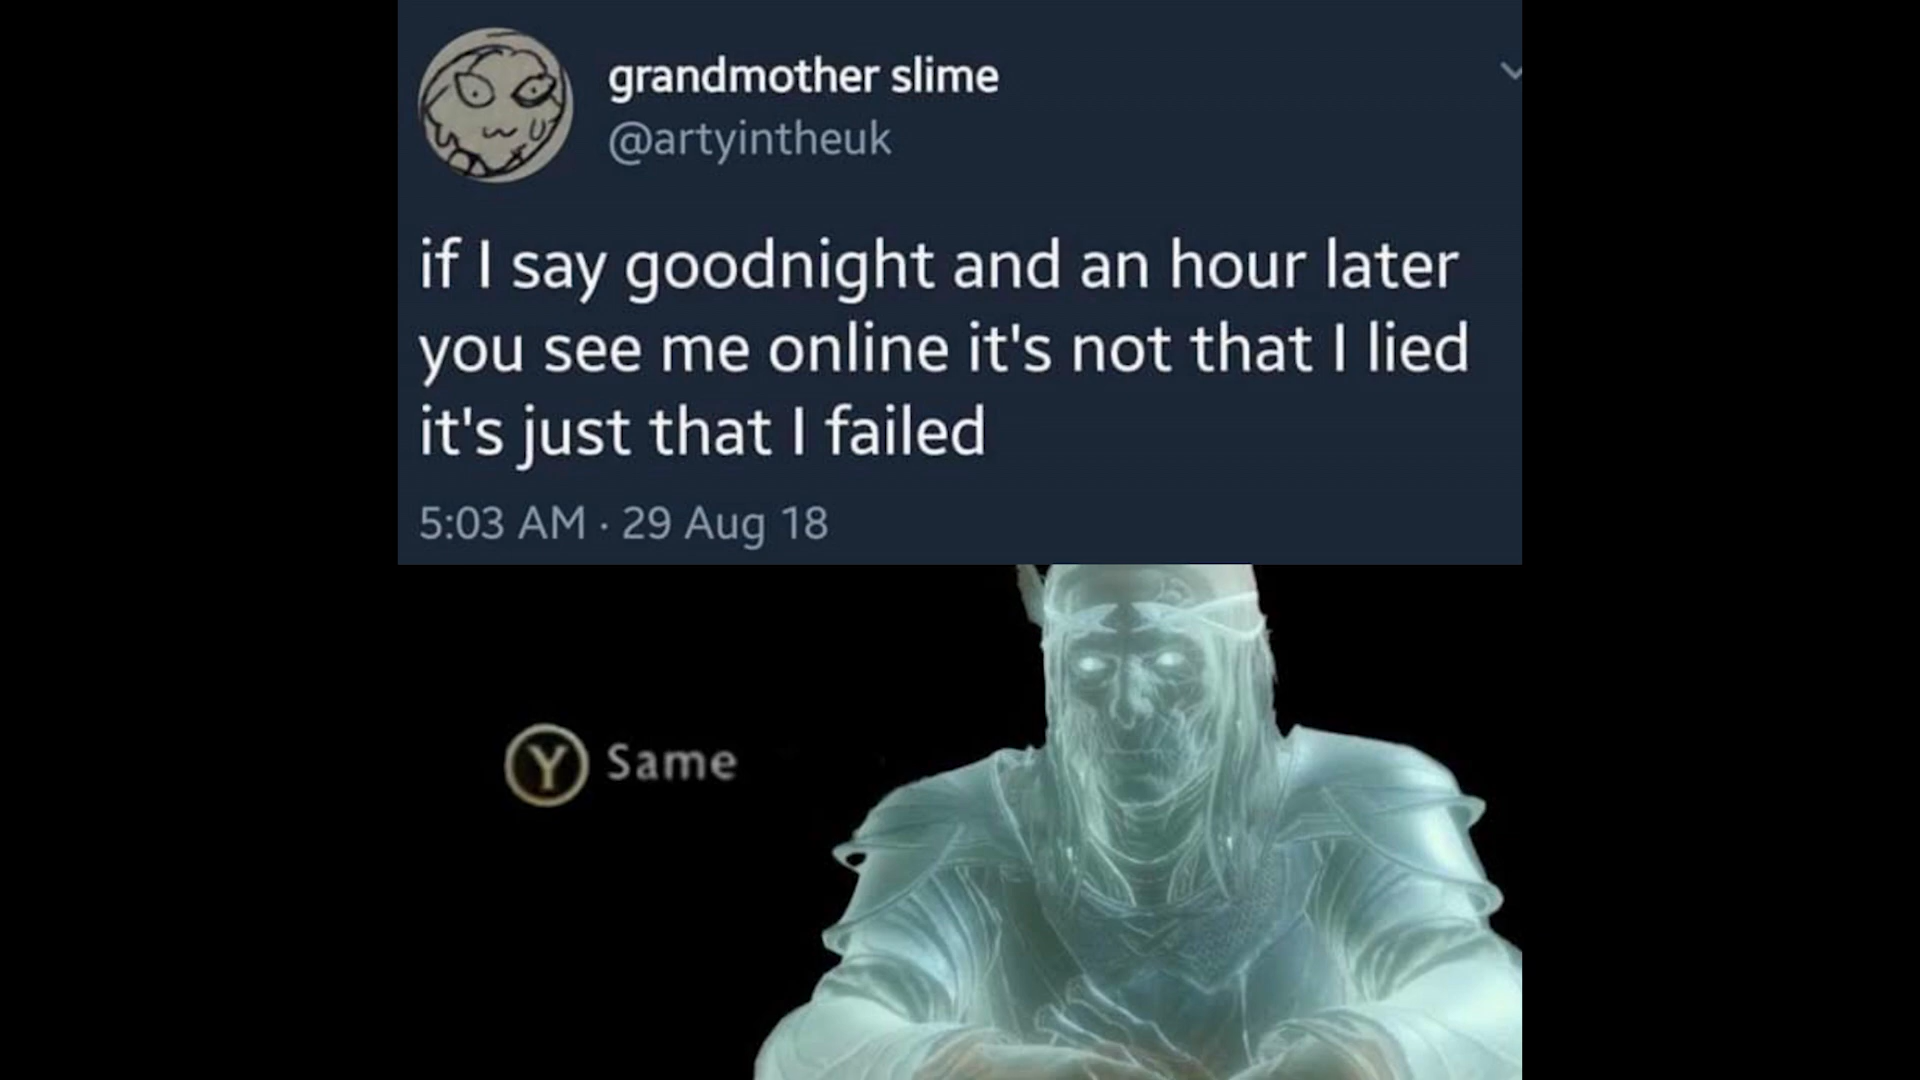 grandmother slime
@artyintheuk
if I say goodnight and an hour later
you see me online it's not that I lied
it's just that I failed
5:03 AM · 29 Aug 18
Y Same